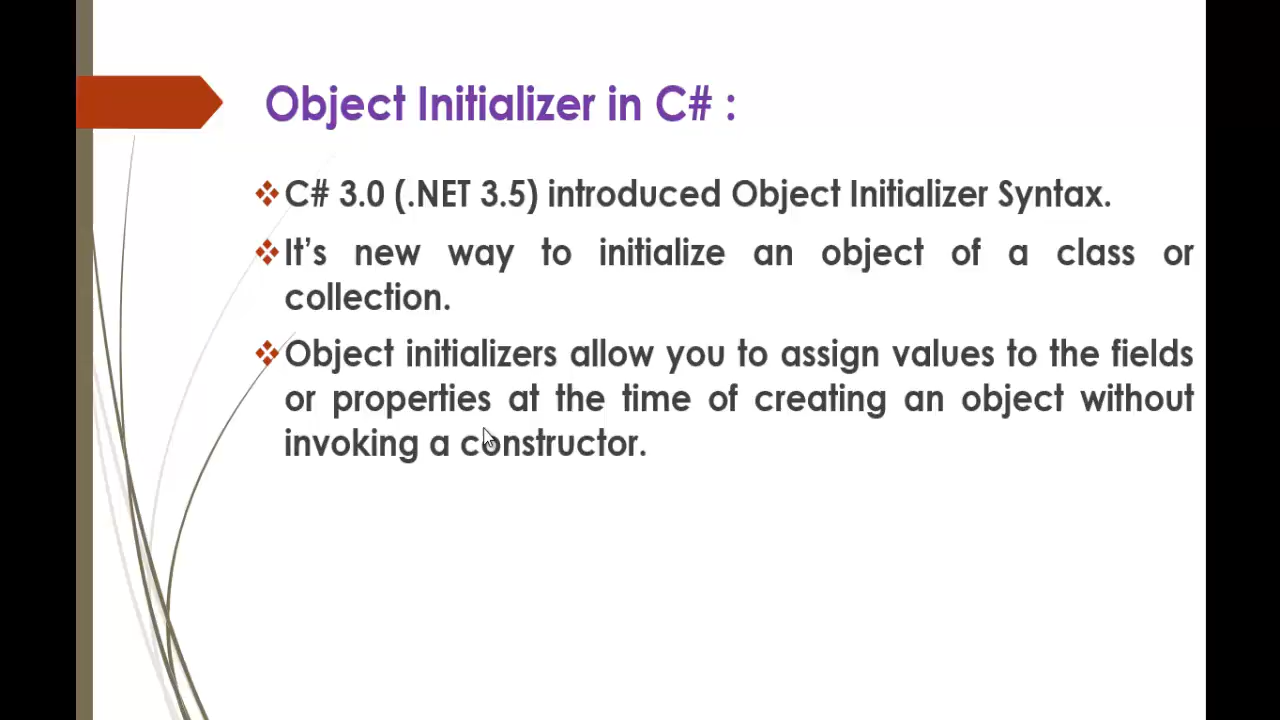 Object Initializer in C# :
C# 3.0 (.NET 3.5) introduced Object Initializer Syntax.
It's new way to initialize an object of a class or
collection.
Object initializers allow you to assign values to the fields
or properties at the time of creating an object without
invoking a constructor.